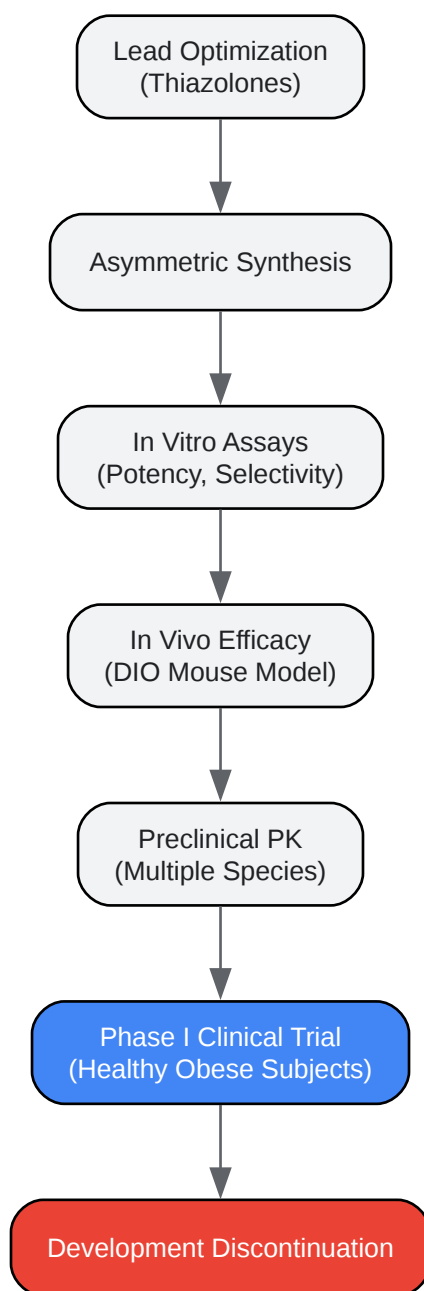 Lead Optimization
(Thiazolones)
Asymmetric Synthesis
In Vitro Assays
(Potency, Selectivity)
In Vivo Efficacy
(DIO Mouse Model)
Preclinical PK
(Multiple Species)
Phase I Clinical Trial
(Healthy Obese Subjects)
Development Discontinuation